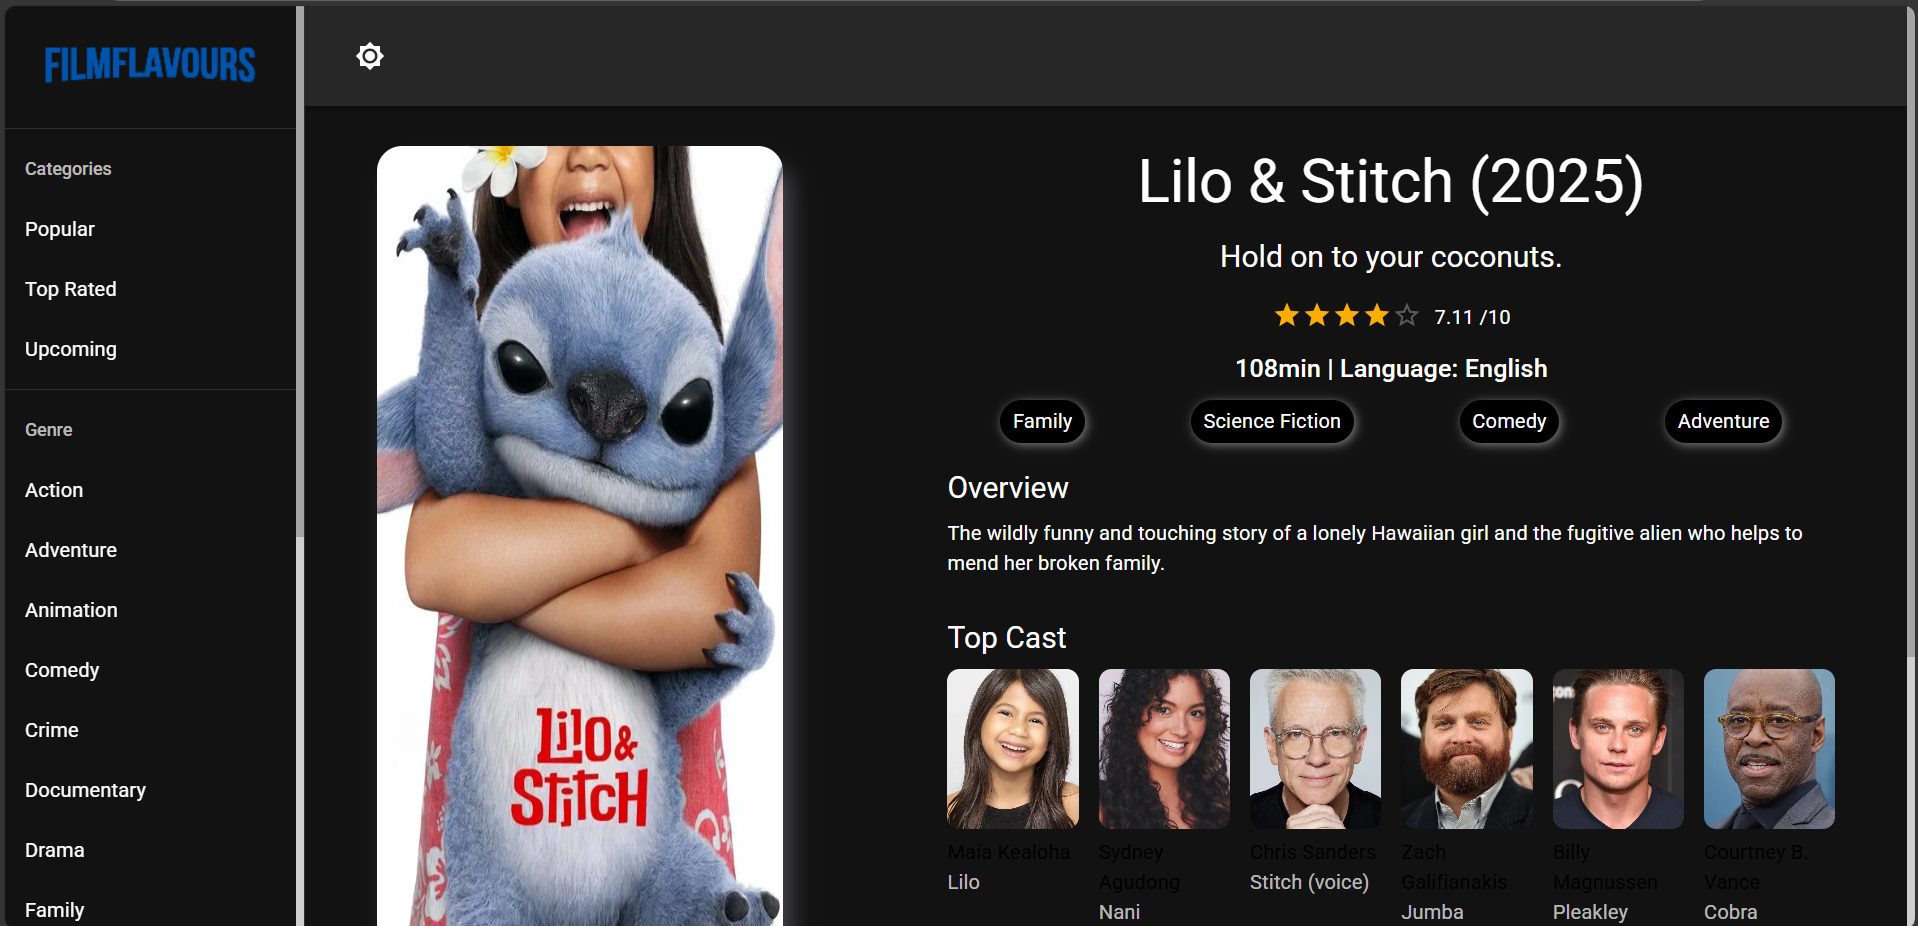 FILMFLAVOURS
Categories
Popular
Top Rated
Upcoming
Genre
Action
Adventure
Animation
Comedy
Crime
Documentary
Drama
Family
LiLO &
STiTCH
Lilo & Stitch (2025)
Hold on to your coconuts.
7.11 /10
108min | Language: English
Family
Science Fiction
Comedy
Adventure
Overview
The wildly funny and touching story of a lonely Hawaiian girl and the fugitive alien who helps to
mend her broken family.
Top Cast
Maia Kealoha
Lilo
Sydney
Agudong
Nani
Chris Sanders
Stitch (voice)
Zach
Galifianakis
Jumba
Billy
Magnussen
Pleakley
Courtney B.
Vance
Cobra